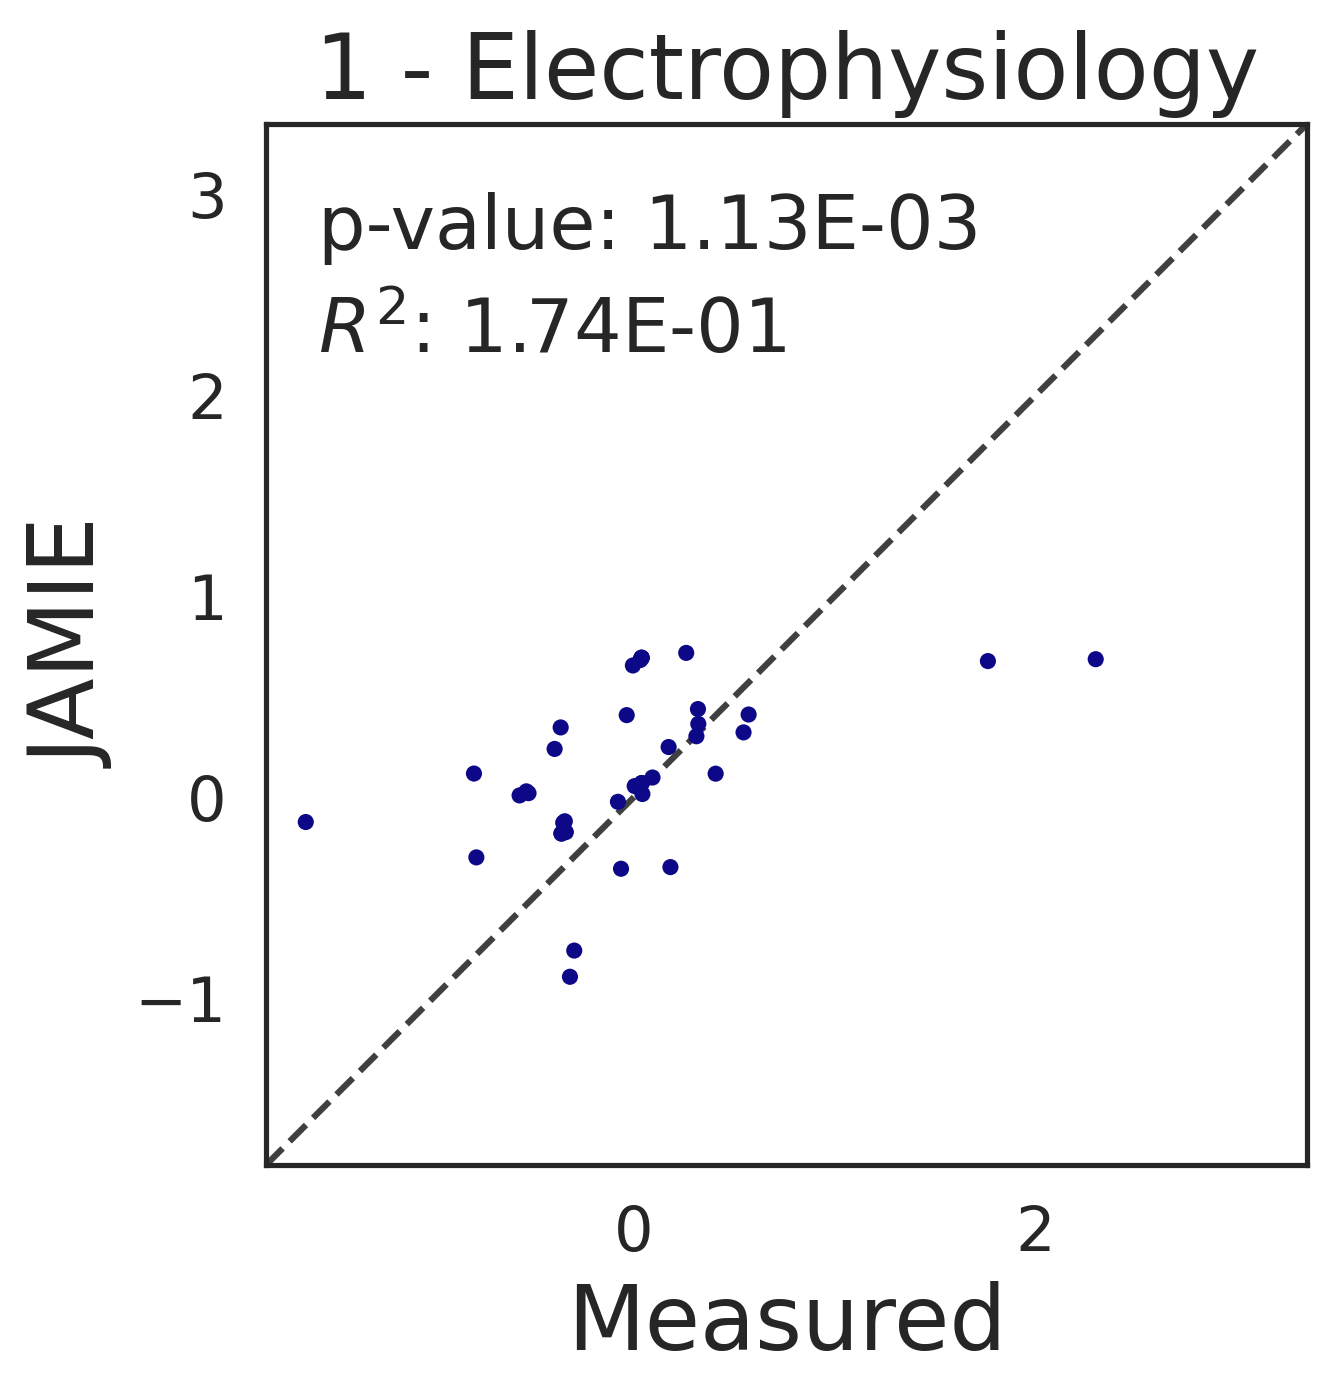 1 - Electrophysiology
p-value: 1.13E-03
R²: 1.74E-01
3
2
1
0
−1
JAMIE
0 2
Measured